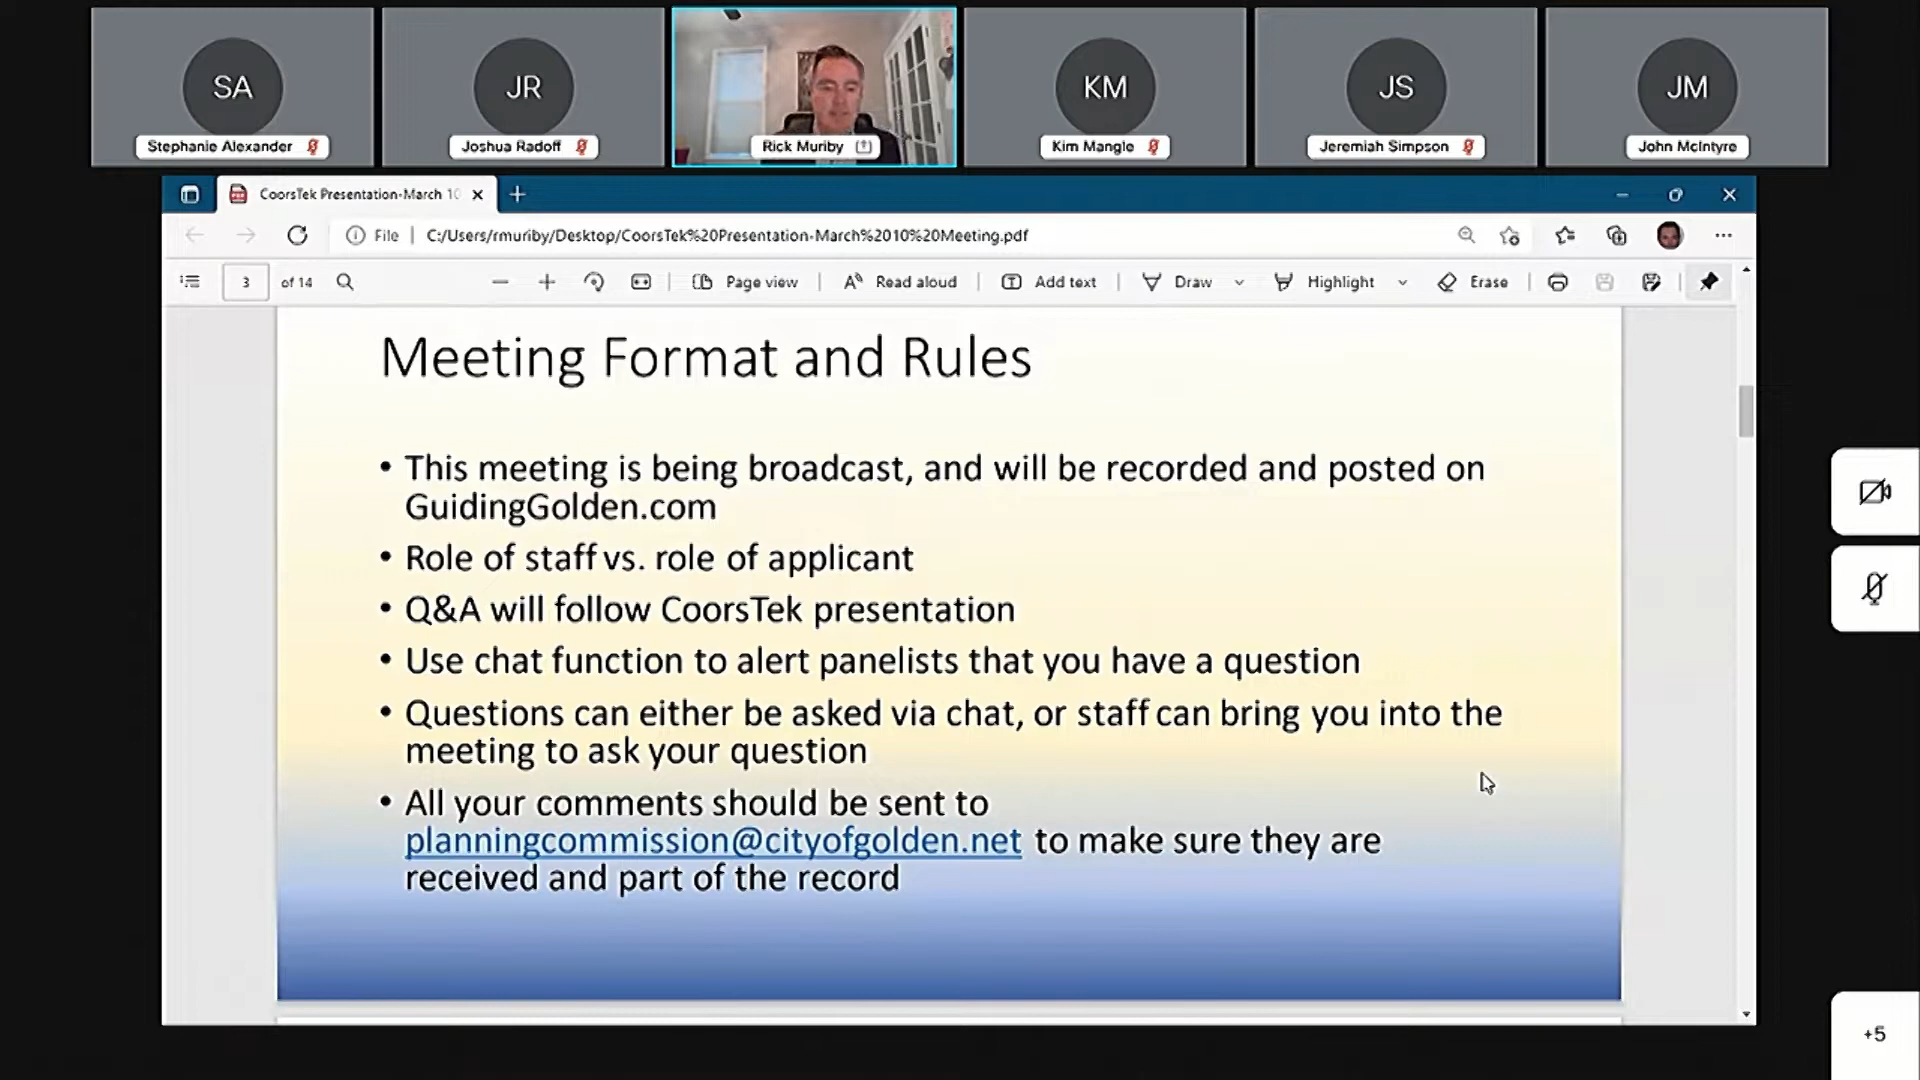 SA
JR
KM
JS
JM
Stephanie Alexander
Joshua Radoff
Rick Muriby
Kim Mangle
Jeremiah Simpson
John McIntyre
CoorsTek Presentation-March 10
File
C:/Users/rmuriby/Desktop/CoorsTek%20Presentation-March%2010%20Meeting.pdf
3 of 14
Page view
Read aloud
Add text
Draw
Highlight
Erase
Meeting Format and Rules
• This meeting is being broadcast, and will be recorded and posted on
GuidingGolden.com
• Role of staff vs. role of applicant
• Q&A will follow CoorsTek presentation
• Use chat function to alert panelists that you have a question
• Questions can either be asked via chat, or staff can bring you into the
meeting to ask your question
• All your comments should be sent to
planningcommission@cityofgolden.net to make sure they are
received and part of the record
+5